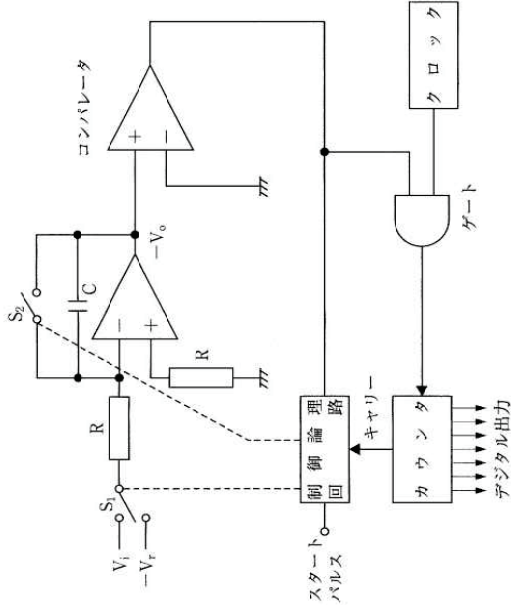 S₂
C
S₁
R
Vᵢ
−Vᵣ
−
+
R
−Vₒ
コンパレータ
+
−
スタート
パルス
制御論理
回路
キャリー
カウンタ
デジタル出力
ゲート
クロック